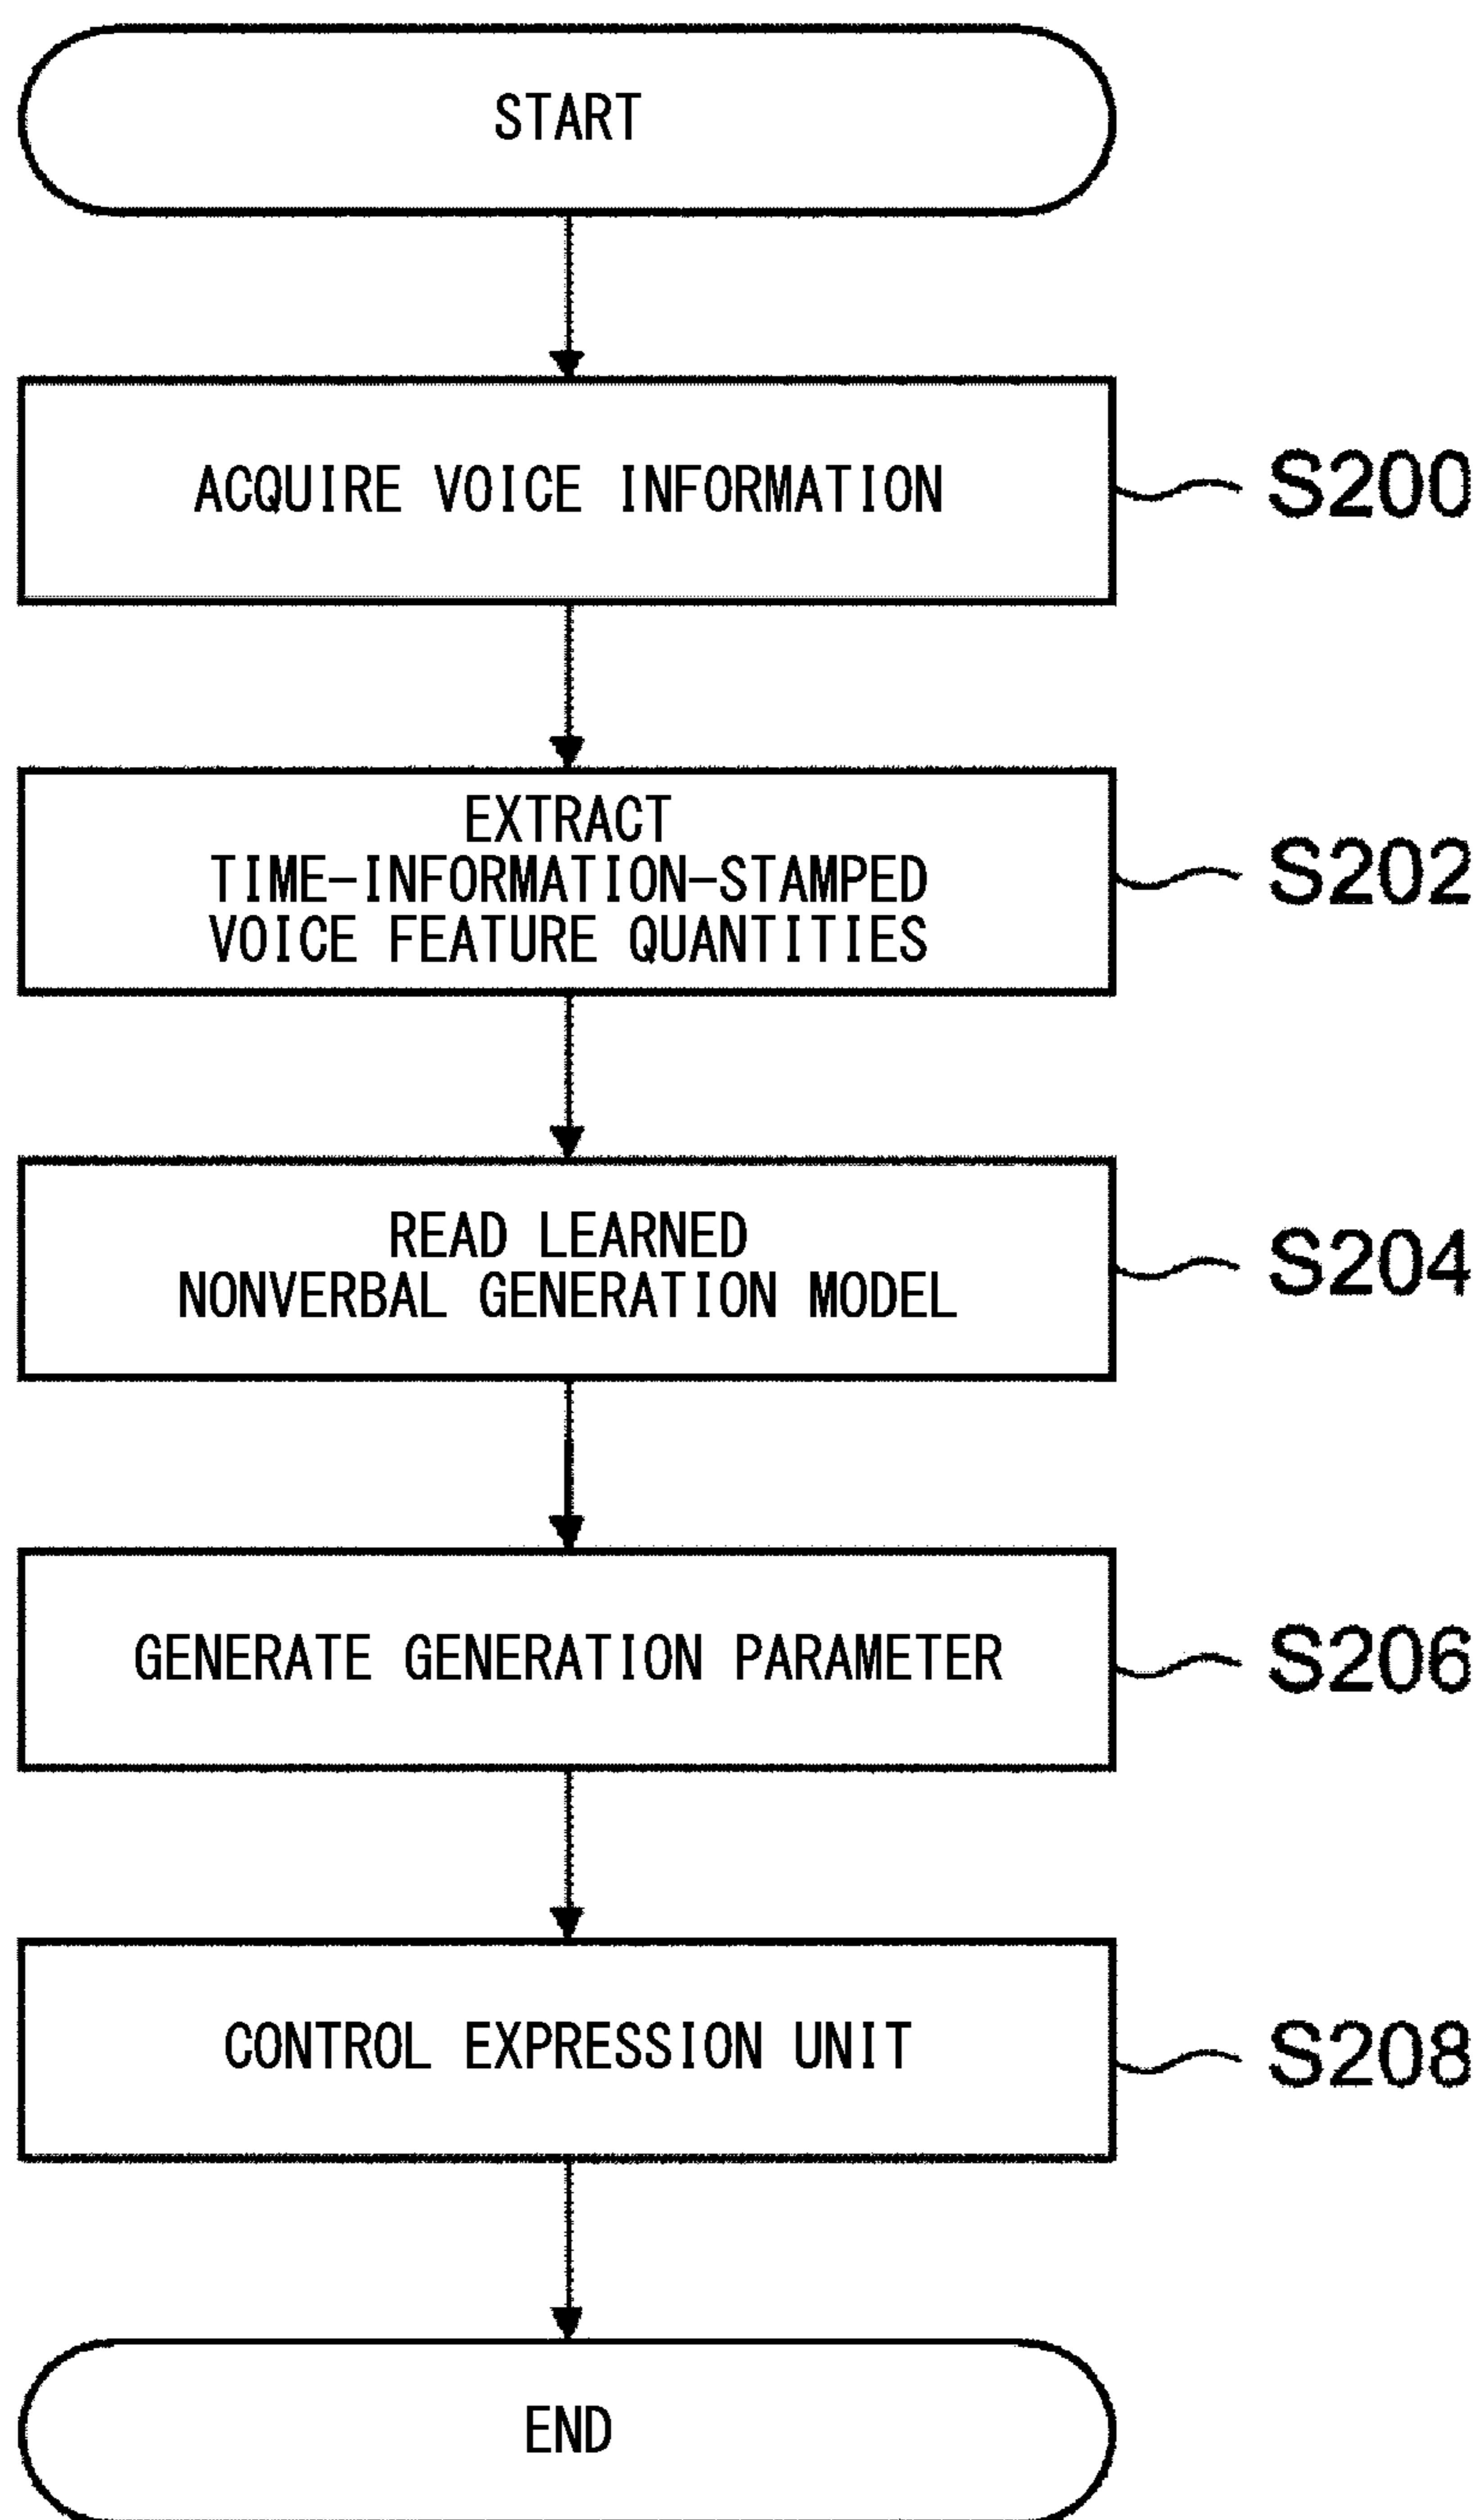 START
ACQUIRE VOICE INFORMATION
S200
EXTRACT
TIME-INFORMATION-STAMPED
VOICE FEATURE QUANTITIES
S202
READ LEARNED
NONVERBAL GENERATION MODEL
S204
GENERATE GENERATION PARAMETER
S206
CONTROL EXPRESSION UNIT
S208
END